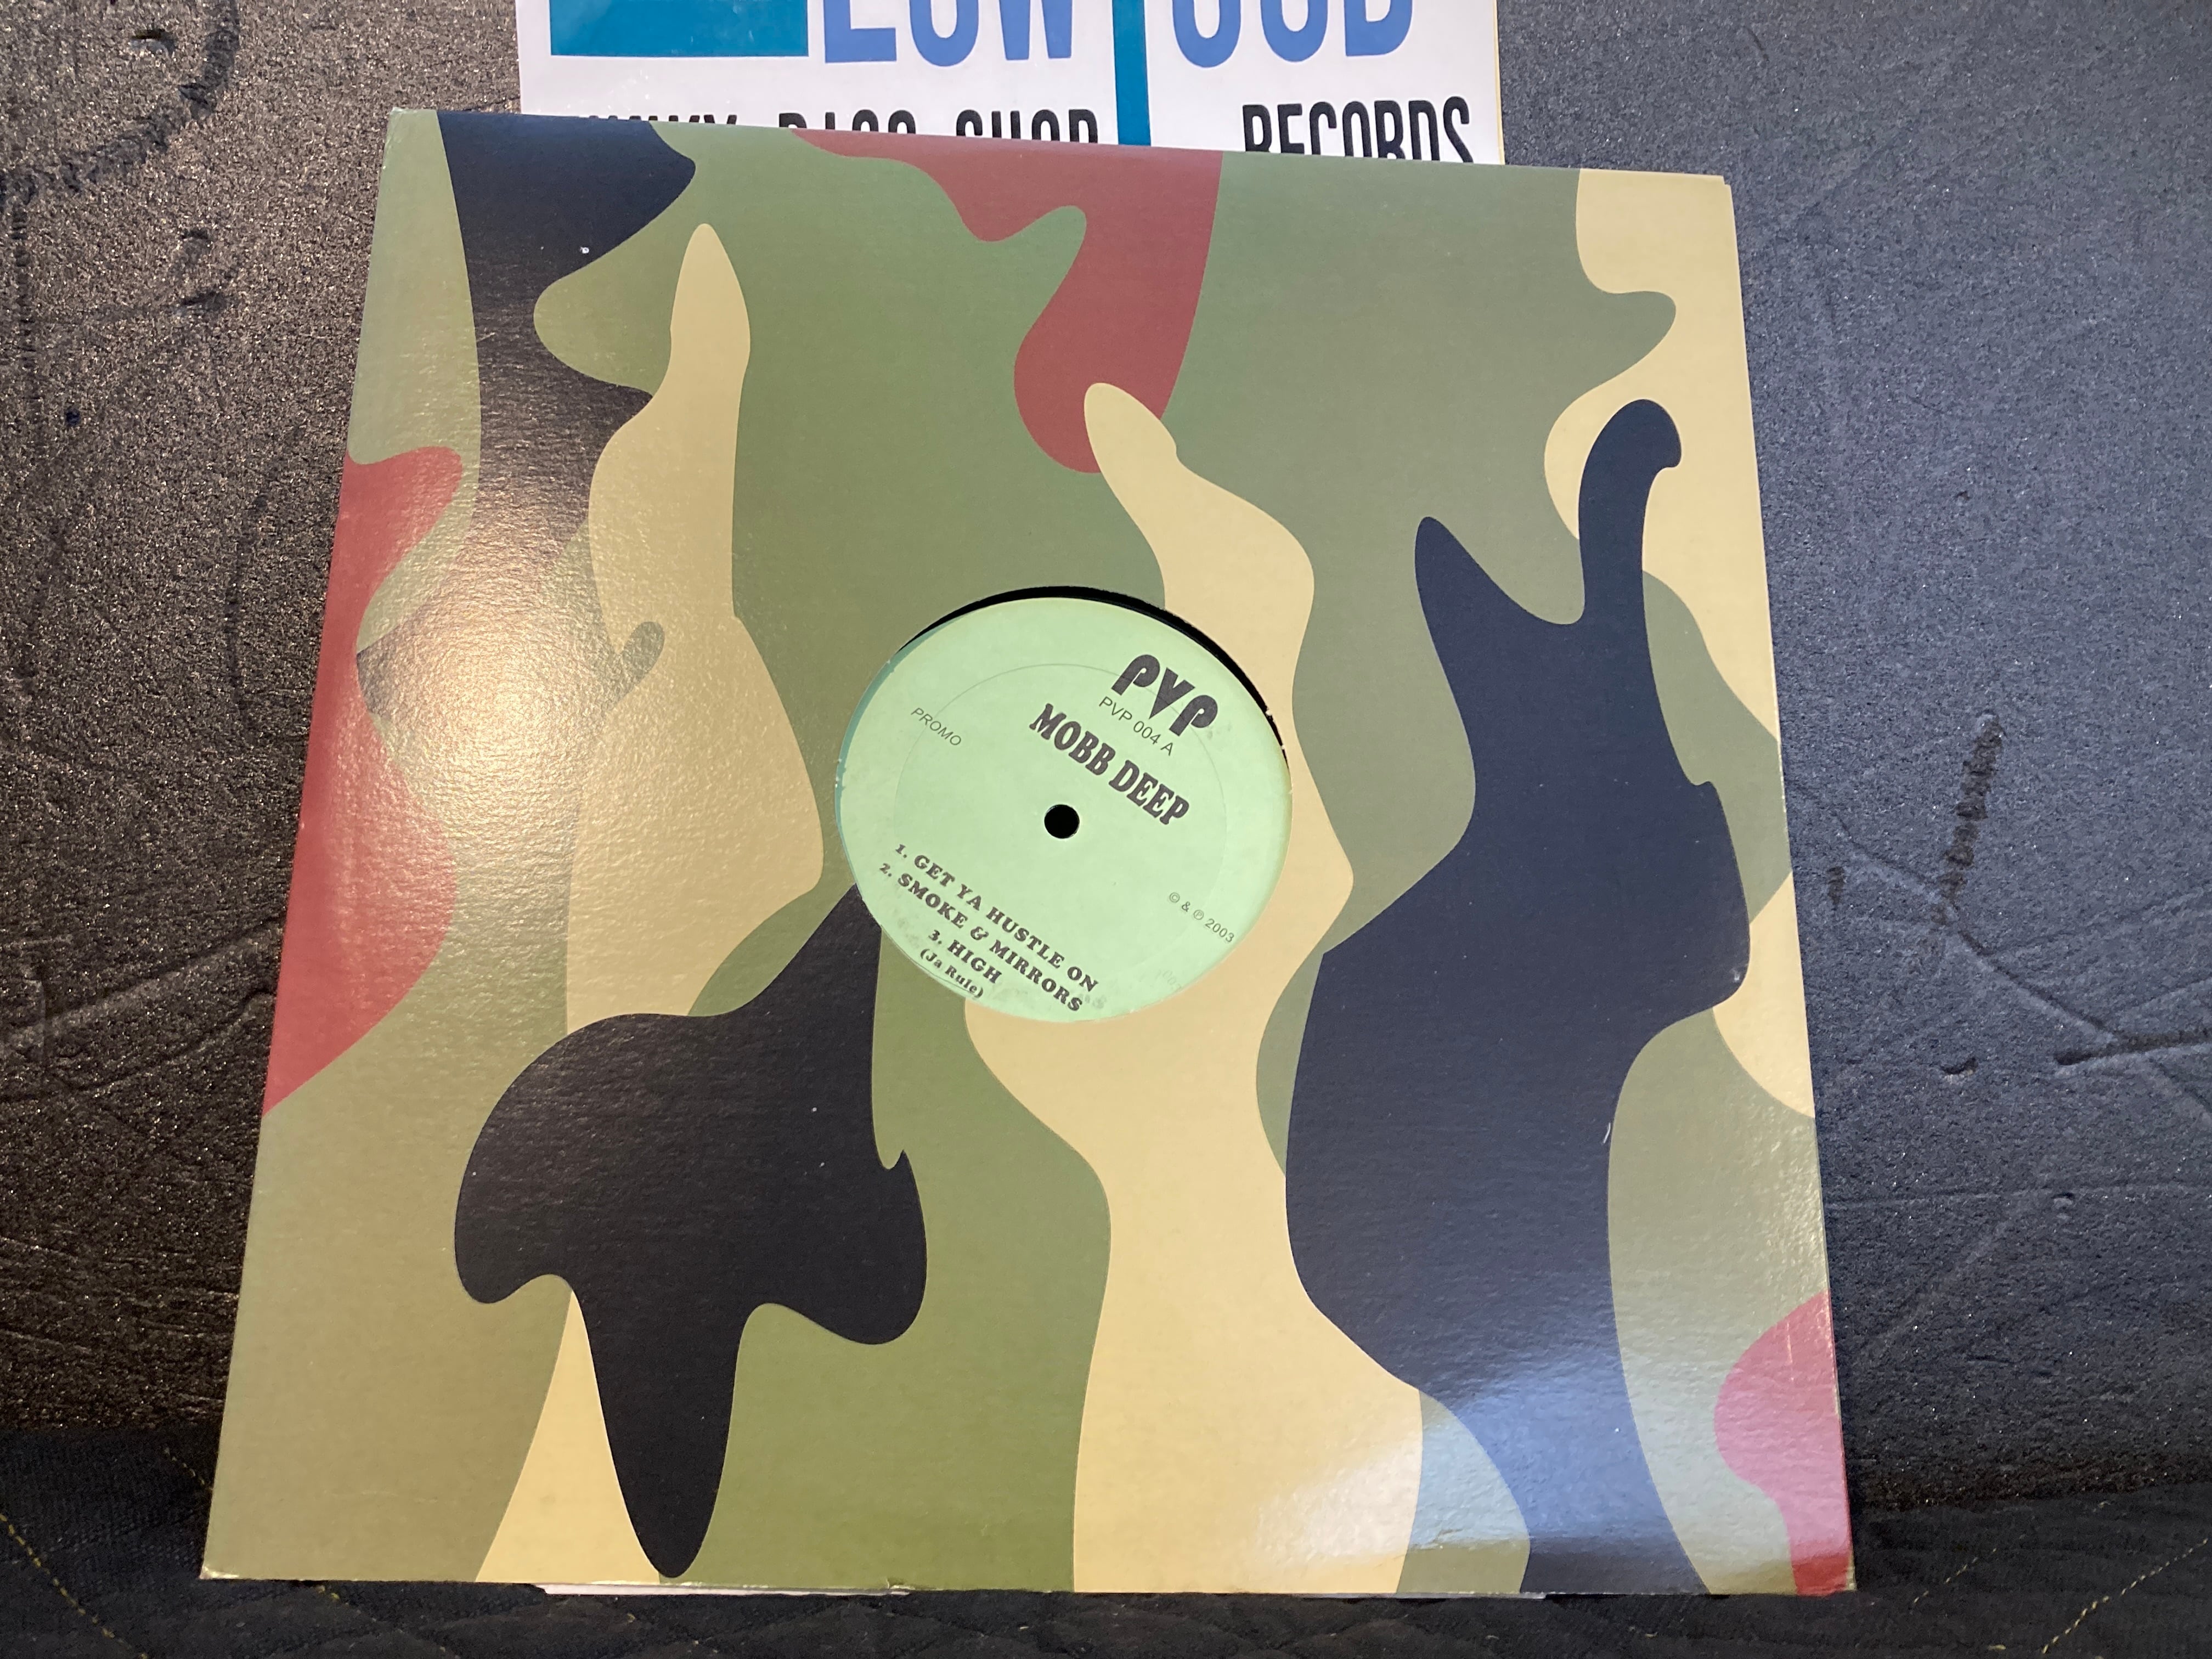 RECORDS
PVP
PVP 004 A
PROMO
MOBB DEEP
© & ℗ 2003
1. GET YA HUSTLE ON
2. SMOKE & MIRRORS
3. HIGH
(Ja Rule)